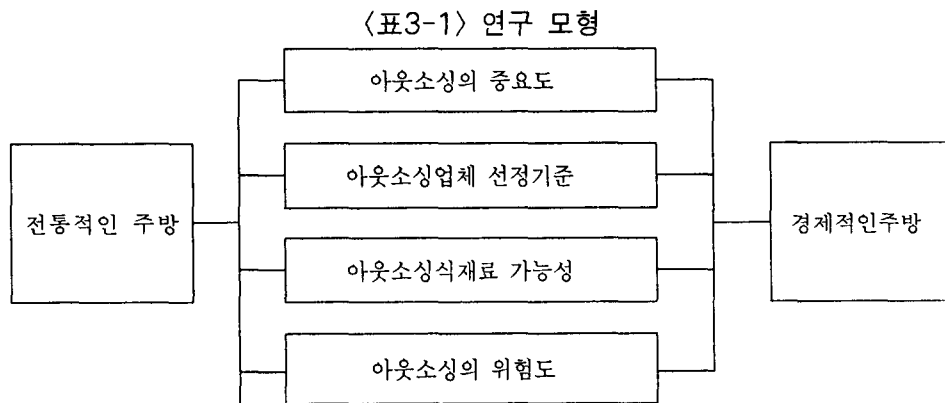 〈표3-1〉 연구 모형
아웃소싱의 중요도
아웃소싱업체 선정기준
전통적인 주방
경제적인주방
아웃소싱식재료 가능성
아웃소싱의 위험도